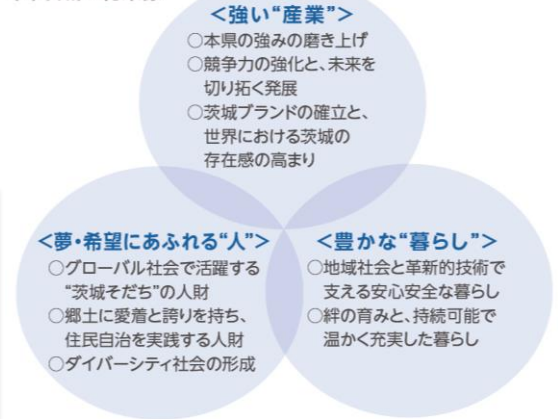 ＜強い“産業”＞
○本県の強みの磨き上げ
○競争力の強化と、未来を
切り拓く発展
○茨城ブランドの確立と、
世界における茨城の
存在感の高まり
＜夢・希望にあふれる“人”＞
○グローバル社会で活躍する
“茨城そだち”の人財
○郷土に愛着と誇りを持ち、
住民自治を実践する人財
○ダイバーシティ社会の形成
＜豊かな“暮らし”＞
○地域社会と革新的技術で
支える安心安全な暮らし
○絆の育みと、持続可能で
温かく充実した暮らし